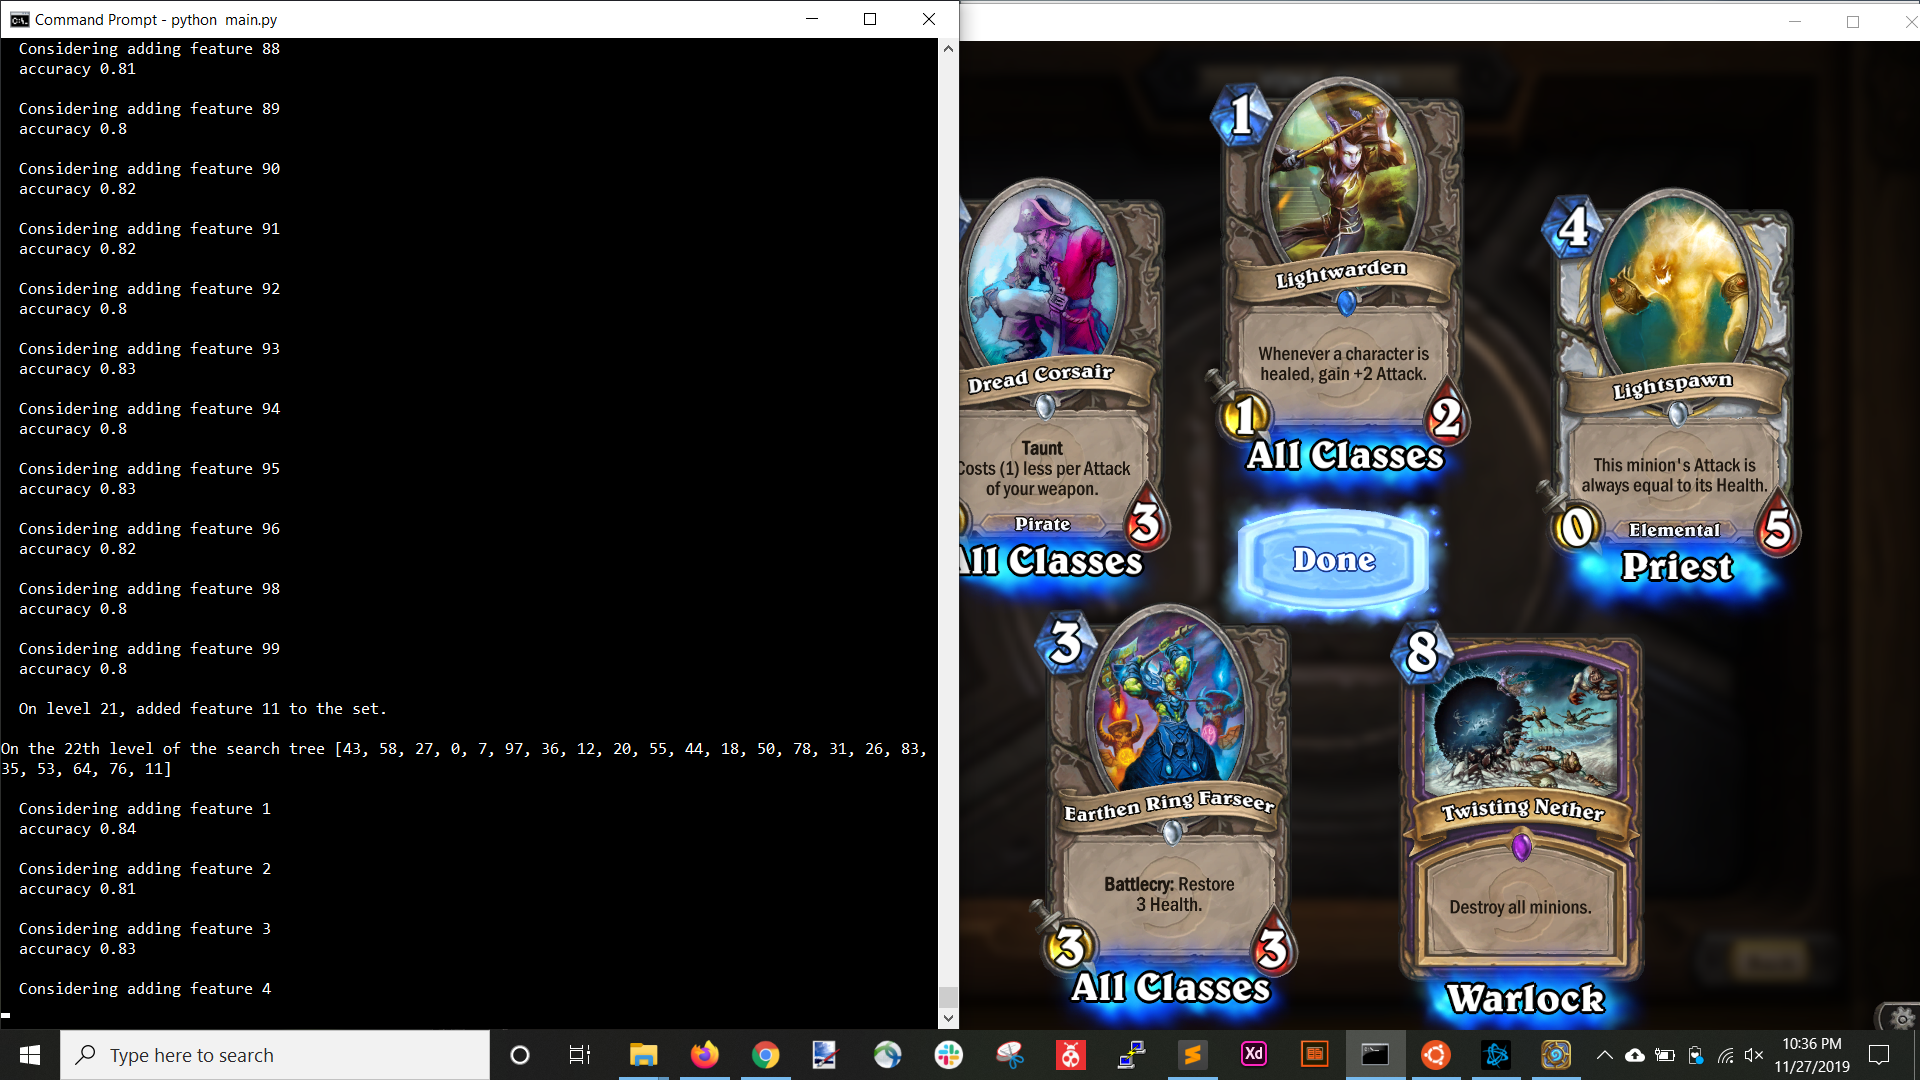 Command Prompt - python  main.py
Considering adding feature 88
accuracy 0.81
Considering adding feature 89
accuracy 0.8
Considering adding feature 90
accuracy 0.82
Considering adding feature 91
accuracy 0.82
Considering adding feature 92
accuracy 0.8
Considering adding feature 93
accuracy 0.83
Considering adding feature 94
accuracy 0.8
Considering adding feature 95
accuracy 0.83
Considering adding feature 96
accuracy 0.82
Considering adding feature 98
accuracy 0.8
Considering adding feature 99
accuracy 0.8
On level 21, added feature 11 to the set.
On the 22th level of the search tree [43, 58, 27, 0, 7, 97, 36, 12, 20, 55, 44, 18, 50, 78, 31, 26, 83,
35, 53, 64, 76, 11]
Considering adding feature 1
accuracy 0.84
Considering adding feature 2
accuracy 0.81
Considering adding feature 3
accuracy 0.83
Considering adding feature 4
Dread Corsair
Taunt
Costs (1) less per Attack
of your weapon.
Pirate
3
All Classes
1
Lightwarden
Whenever a character is
healed, gain +2 Attack.
1
2
All Classes
4
Lightspawn
This minion's Attack is
always equal to its Health.
0
Elemental
5
Priest
Done
3
Earthen Ring Farseer
Battlecry: Restore
3 Health.
3
3
All Classes
8
Twisting Nether
Destroy all minions.
Warlock
Type here to search
Xd
10:36 PM
11/27/2019